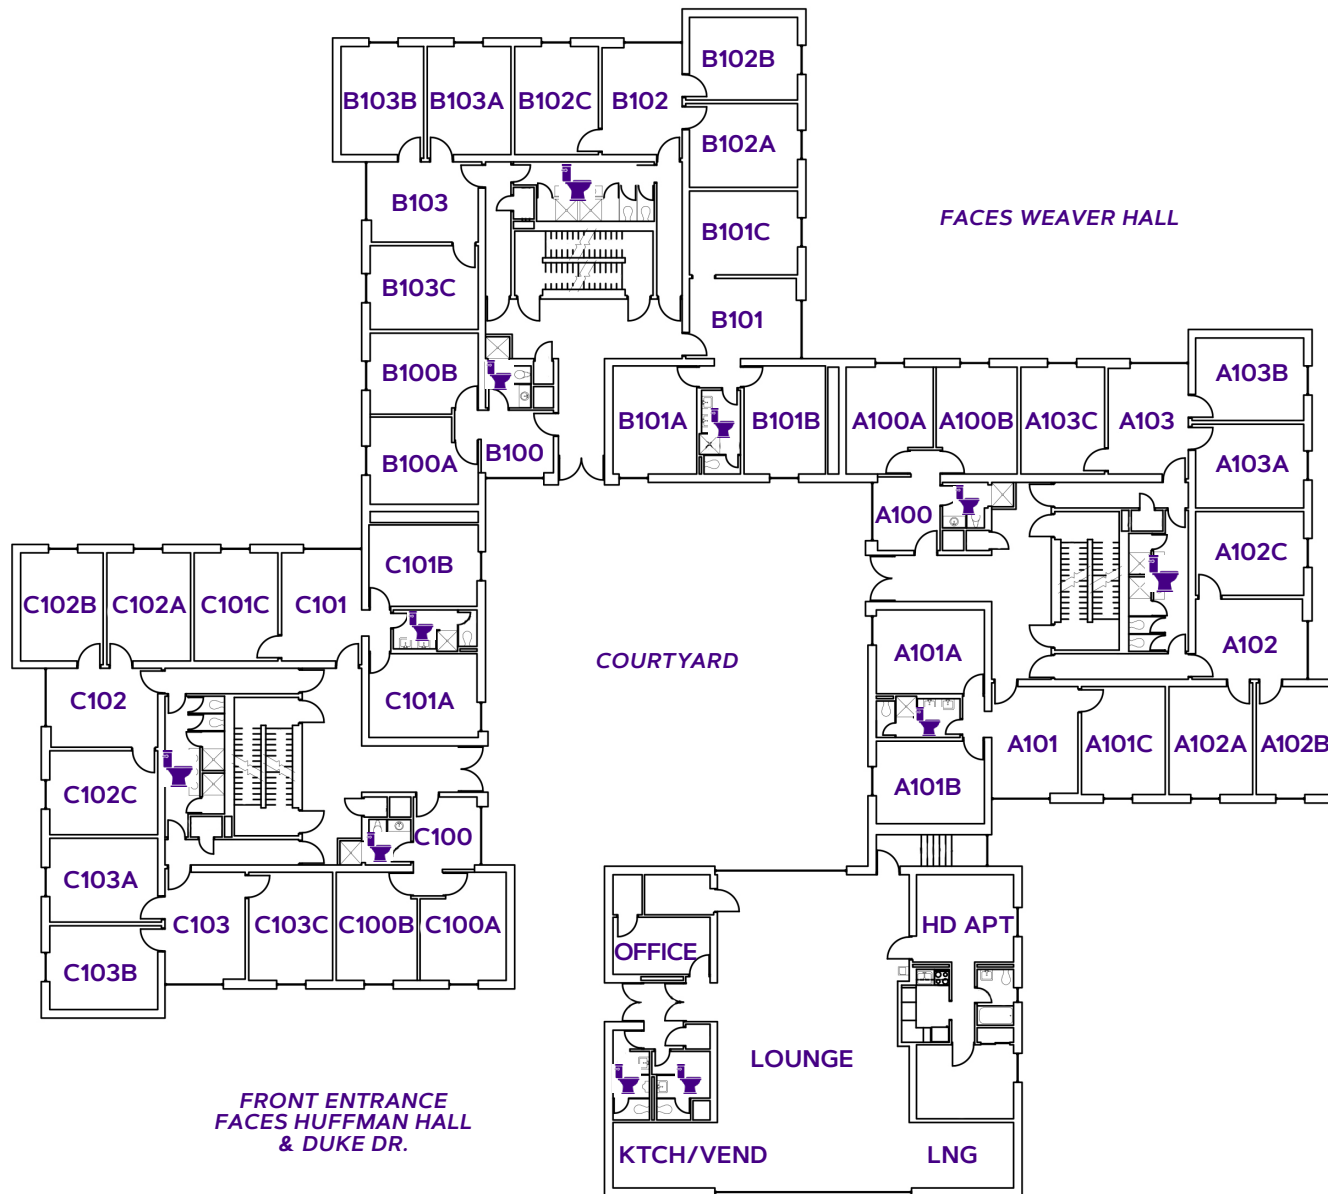 B102B
B103B
B103A
B102C
B102
B102A
B103
B101C
FACES WEAVER HALL
B103C
B101
B100B
A103B
B101A
B101B
A100A
A100B
A103C
A103
B100A
B100
A103A
A100
C101B
A102C
C102B
C102A
C101C
C101
COURTYARD
A101A
A102
C102
C101A
A101
A101C
A102A
A102B
C102C
A101B
C100
C103A
C103
C103C
C100B
C100A
HD APT
OFFICE
C103B
LOUNGE
FRONT ENTRANCE
FACES HUFFMAN HALL
& DUKE DR.
KTCH/VEND
LNG